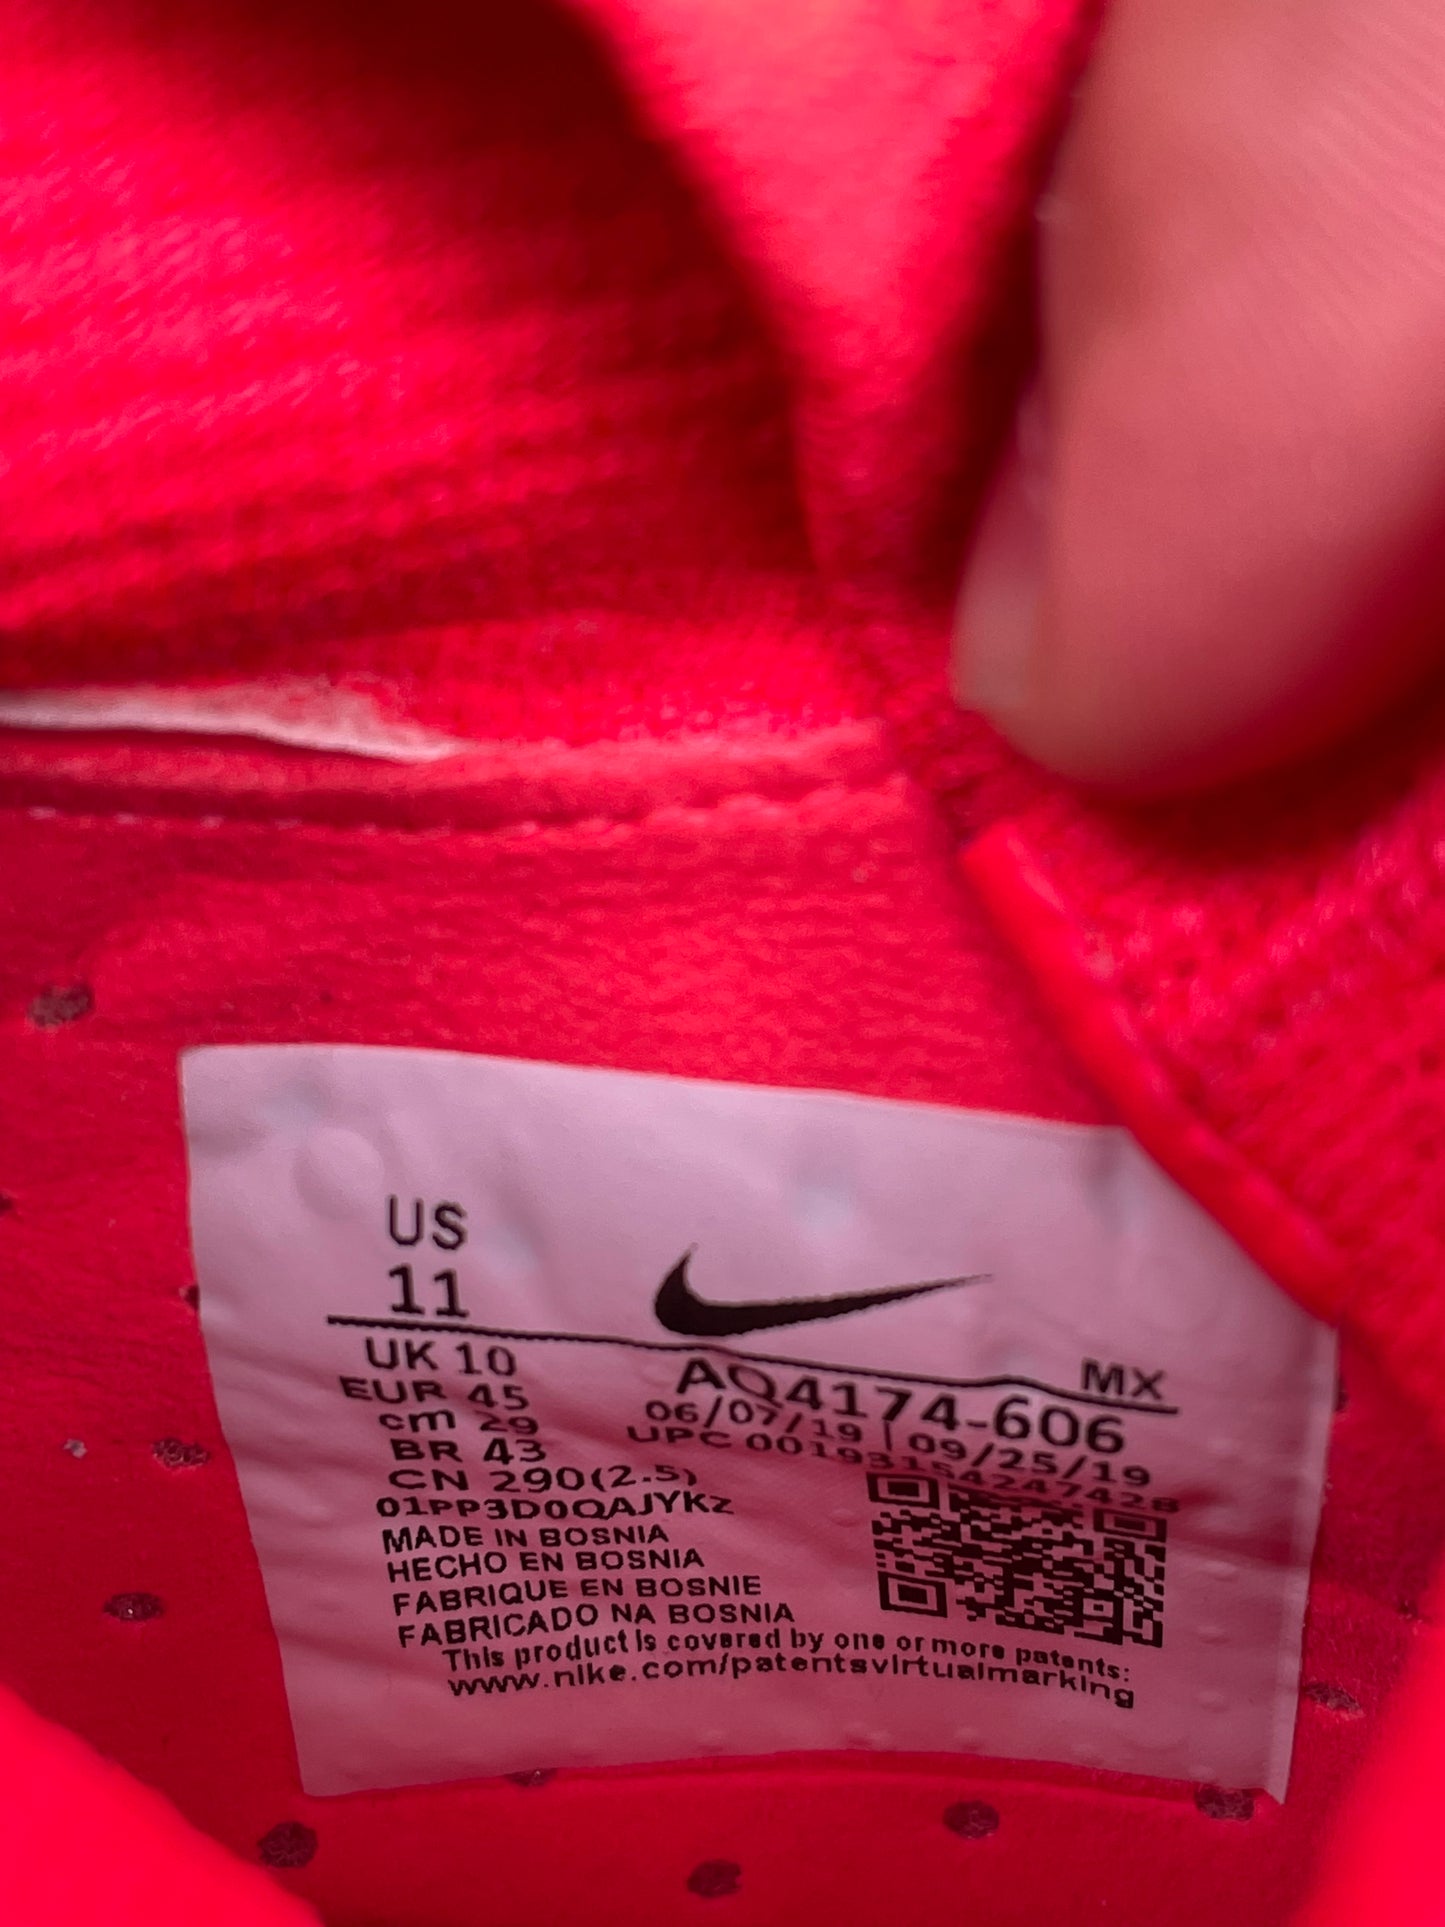 US
11
UK 10
EUR 45
cm 29
BR 43
CN 290(2.5)
01PP3D0QAJYKZ
MADE IN BOSNIA
HECHO EN BOSNIA
FABRIQUE EN BOSNIE
FABRICADO NA BOSNIA
MX
AQ4174-606
06/07/19 | 09/25/19
UPC 00193154247428
This product is covered by one or more patents:
www.nike.com/patentsvirtualmarking